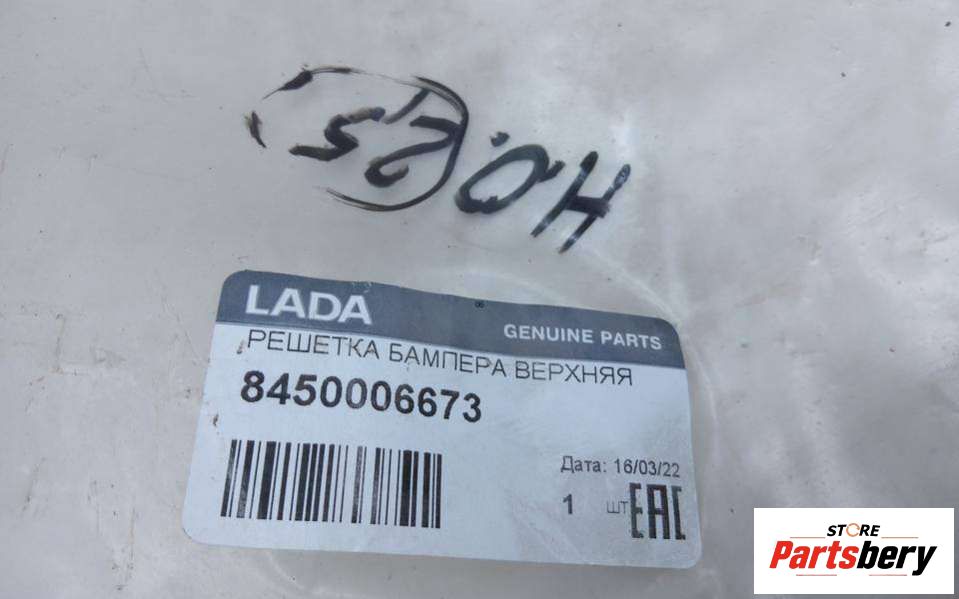 LADA
GENUINE PARTS
РЕШЕТКА БАМПЕРА ВЕРХНЯЯ
8450006673
Дата: 16/03/22
1 шт EAC
STORE
Partsbery